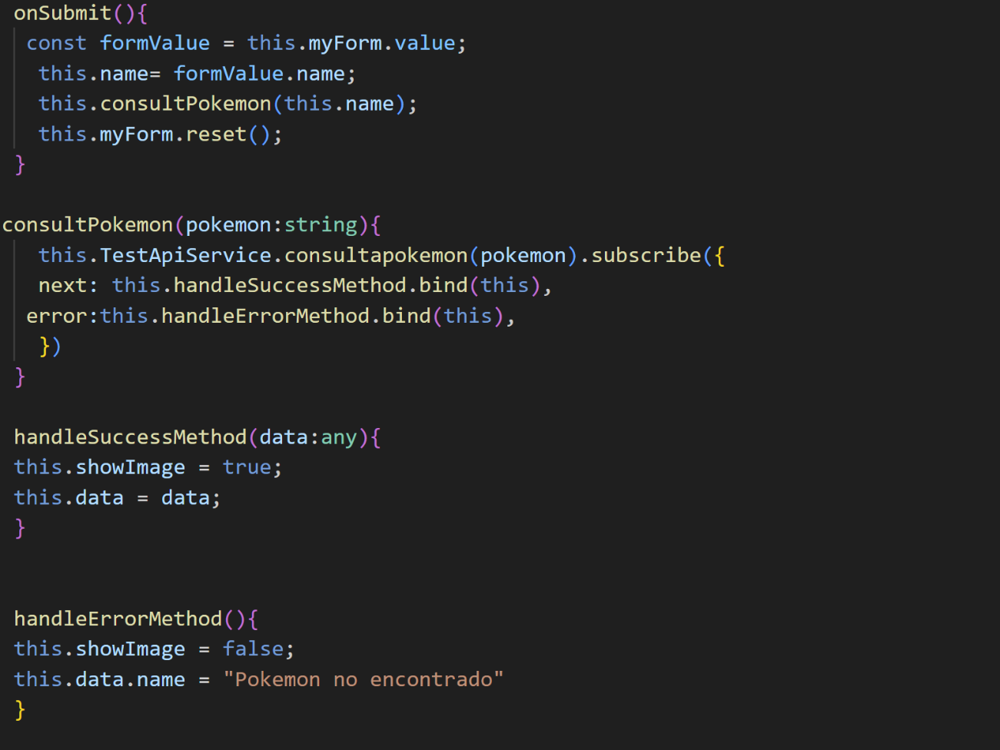 onSubmit(){
const formValue = this.myForm.value;
this.name= formValue.name;
this.consultPokemon(this.name);
this.myForm.reset();
}
consultPokemon(pokemon:string){
this.TestApiService.consultapokemon(pokemon).subscribe({
next: this.handleSuccessMethod.bind(this),
error:this.handleErrorMethod.bind(this),
})
}
handleSuccessMethod(data:any){
this.showImage = true;
this.data = data;
}
handleErrorMethod(){
this.showImage = false;
this.data.name = "Pokemon no encontrado"
}